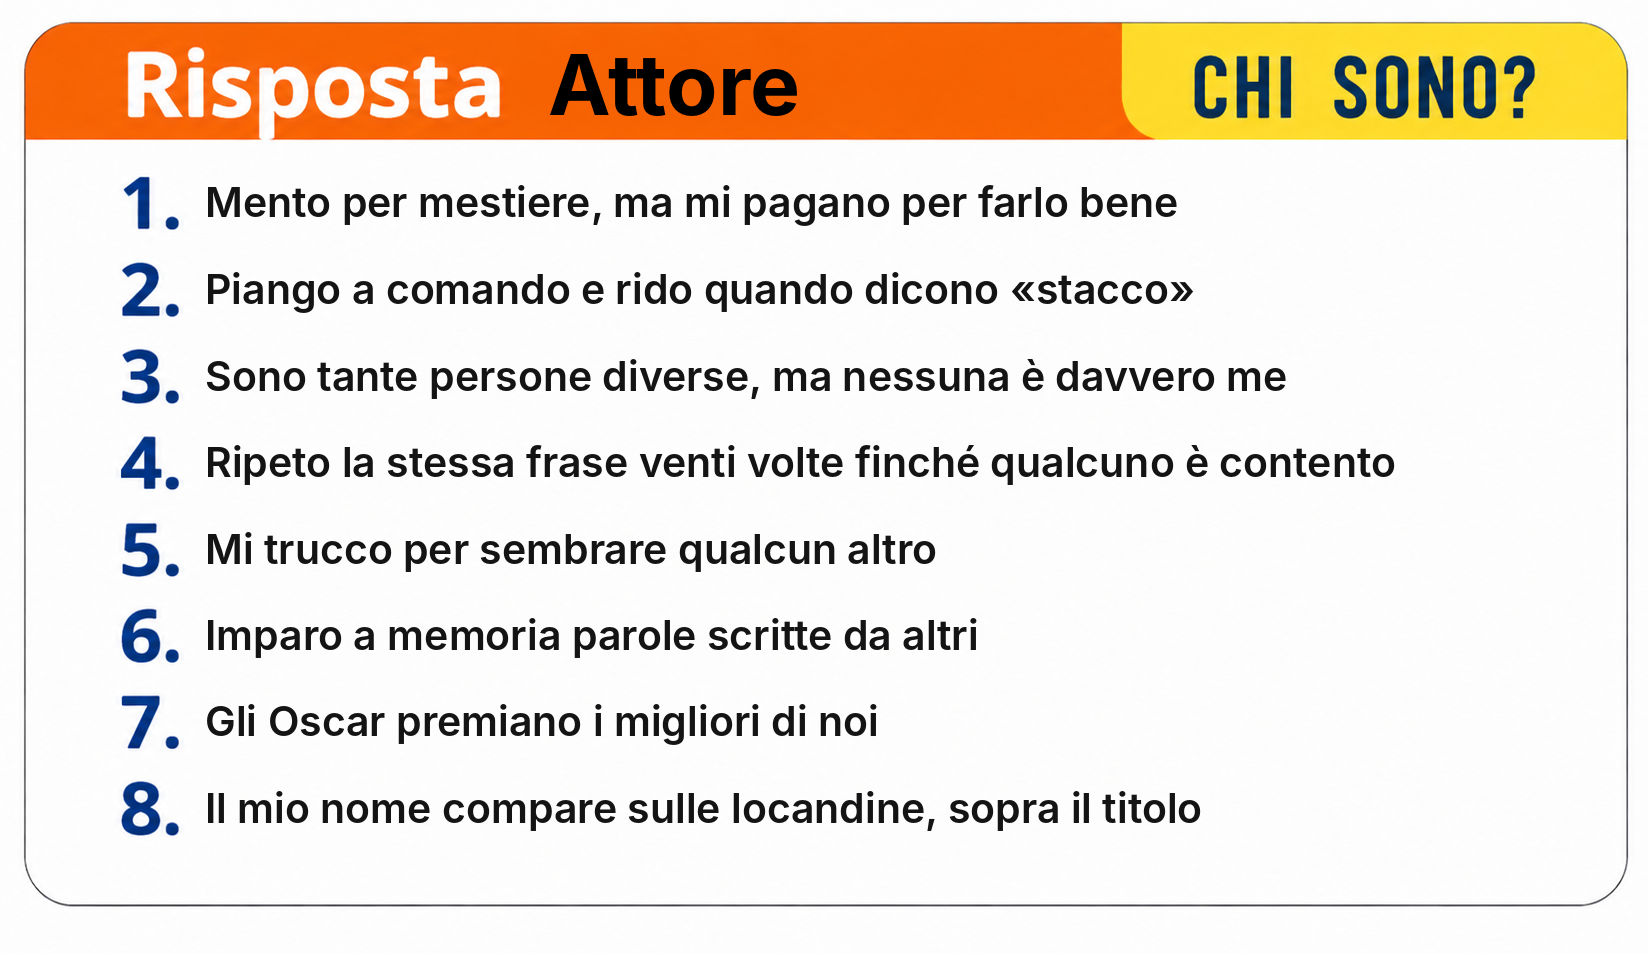 Risposta Attore CHI SONO?
1. Mento per mestiere, ma mi pagano per farlo bene
2. Piango a comando e rido quando dicono «stacco»
3. Sono tante persone diverse, ma nessuna è davvero me
4. Ripeto la stessa frase venti volte finché qualcuno è contento
5. Mi trucco per sembrare qualcun altro
6. Imparo a memoria parole scritte da altri
7. Gli Oscar premiano i migliori di noi
8. Il mio nome compare sulle locandine, sopra il titolo